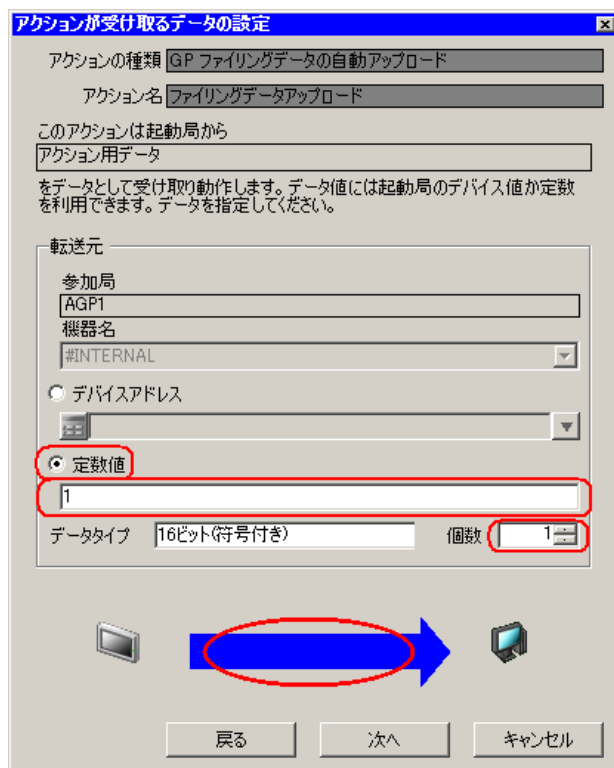 アクションが受け取るデータの設定
アクションの種類 GP ファイリングデータの自動アップロード
アクション名 ファイリングデータアップロード
このアクションは起動局から
アクション用データ
をデータとして受け取り動作します。データ値には起動局のデバイス値か定数
を利用できます。データを指定してください。
転送元
参加局
AGP1
機器名
#INTERNAL
デバイスアドレス
定数値
1
データタイプ 16ビット(符号付き) 個数 1
戻る 次へ キャンセル